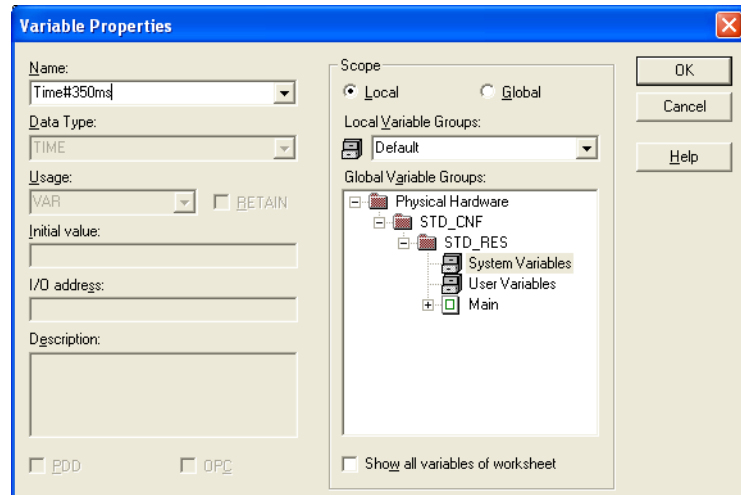 Variable Properties
Name:
Time#350ms
Data Type:
TIME
Usage:
VAR
RETAIN
Initial value:
I/O address:
Description:
PDD
OPC
Scope
Local
Global
Local Variable Groups:
Default
Global Variable Groups:
Physical Hardware
STD_CNF
STD_RES
System Variables
User Variables
Main
Show all variables of worksheet
OK
Cancel
Help